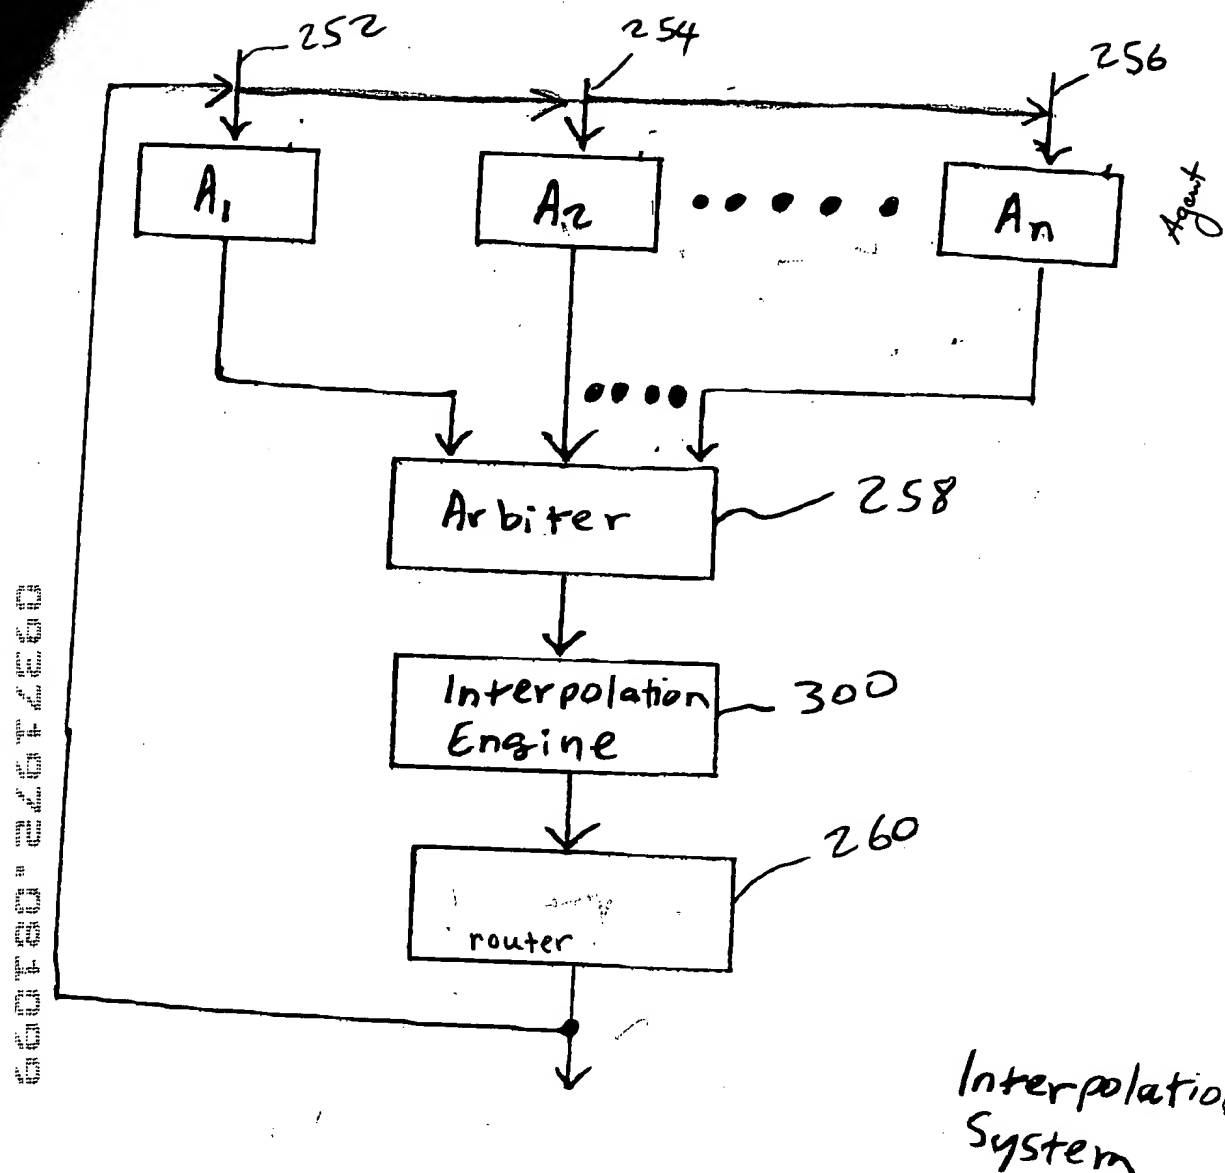 252
254
256
A1
A2
An
Agent
Arbiter
258
Interpolation
Engine
300
router
260
Interpolation
System